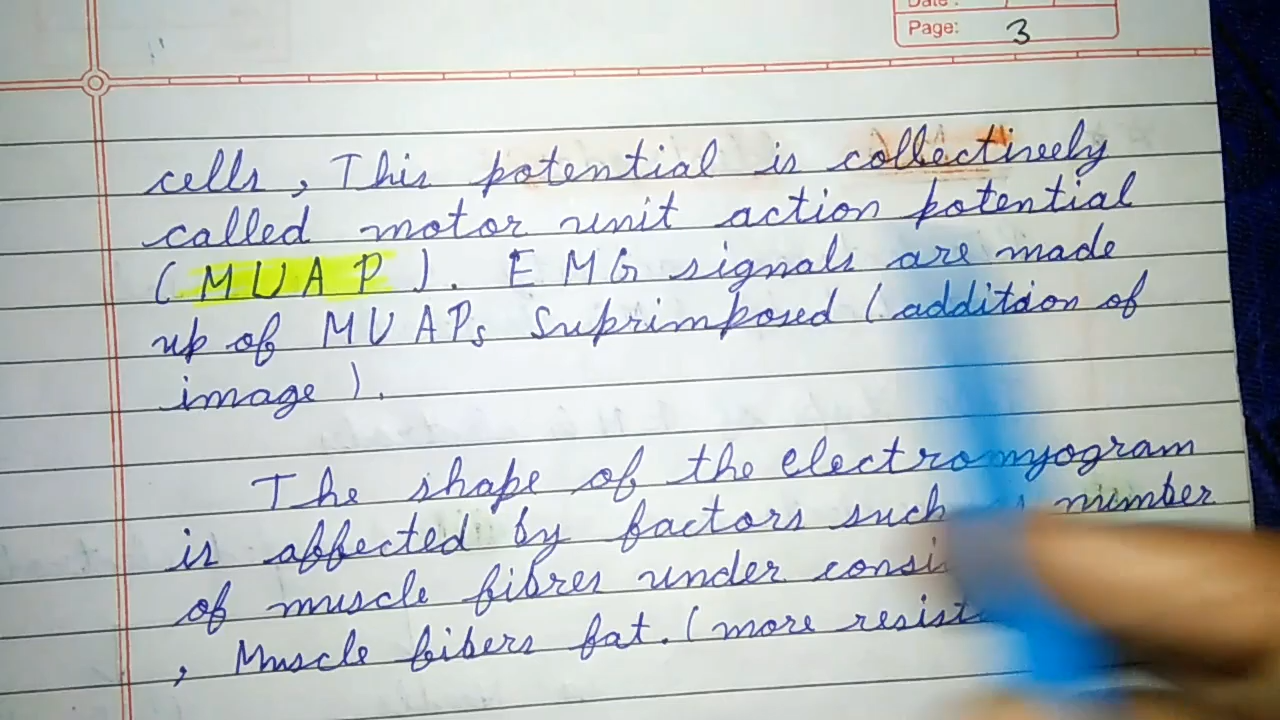 Date :
Page: 3
cells, This potential is collectively
called motor unit action potential
(MUAP). EMG signals are made
up of MUAPs Suprimposed (addition of
image).
The shape of the electromyogram
is affected by factors such number
of muscle fibres under
, Muscle fibers fat. (more